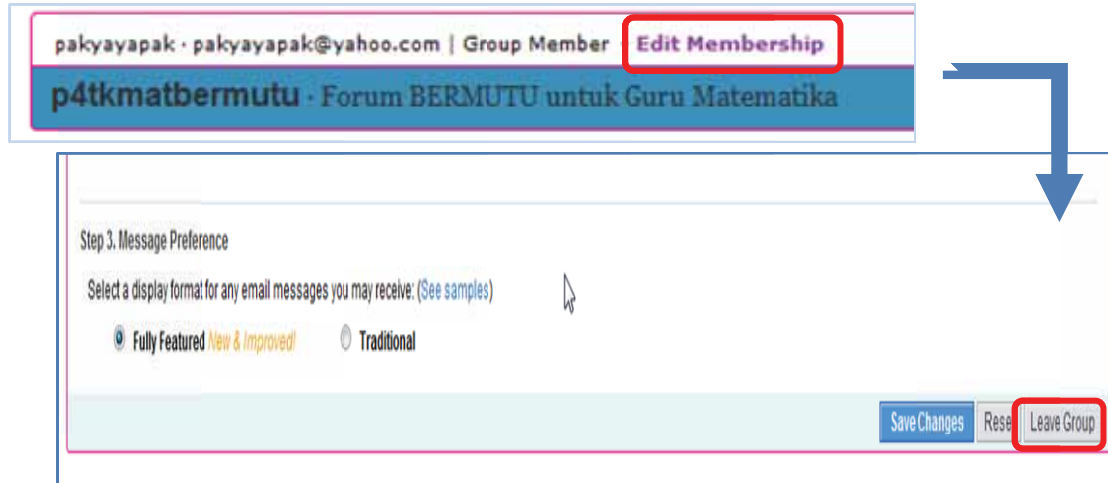 pakyayapak · pakyayapak@yahoo.com | Group Member · Edit Membership
p4tkmatbermutu · Forum BERMUTU untuk Guru Matematika
Step 3. Message Preference
Select a display format for any email messages you may receive: (See samples)
Fully Featured New & Improved! Traditional
Save Changes Rese Leave Group